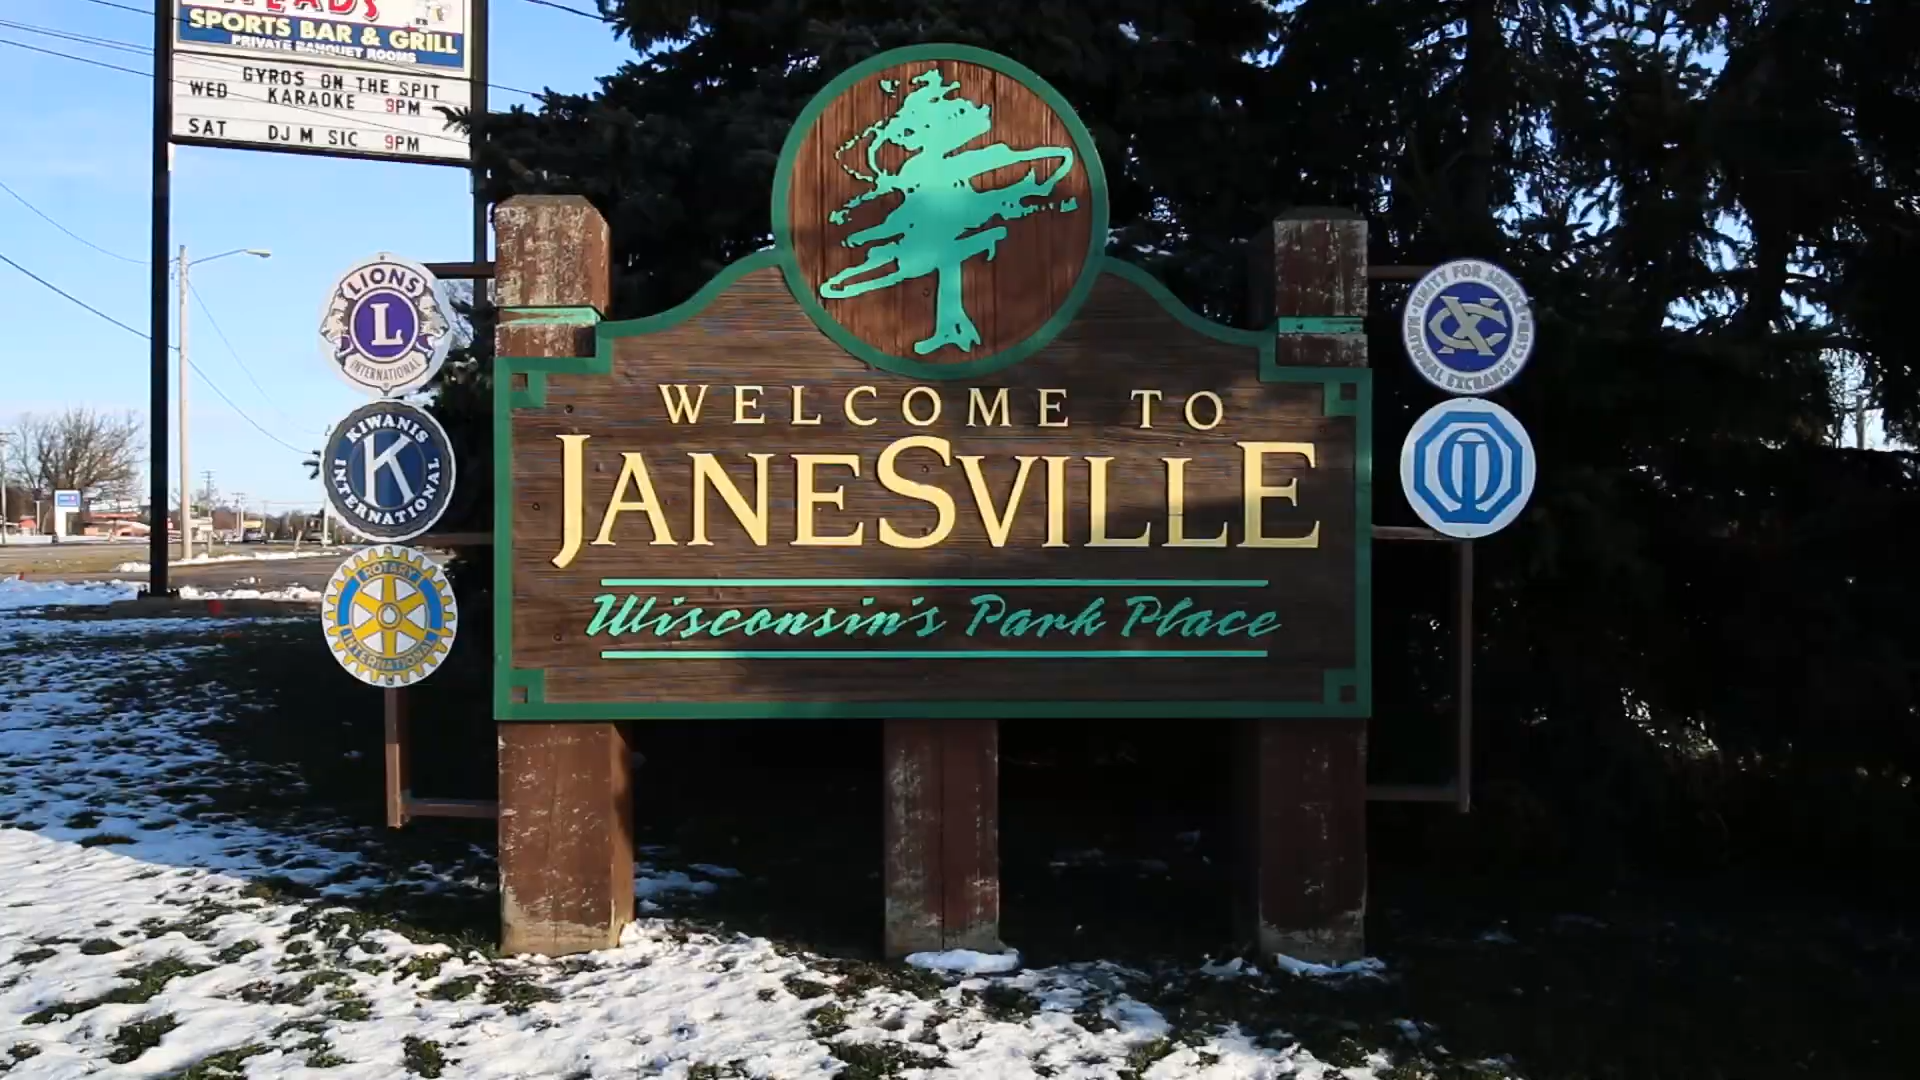 SPORTS BAR & GRILL
PRIVATE BANQUET ROOMS
GYROS ON THE SPIT
WED KARAOKE 9PM
SAT DJ M SIC 9PM
LIONS
L
INTERNATIONAL
KIWANIS
K
INTERNATIONAL
ROTARY
INTERNATIONAL
WELCOME TO
JANESVILLE
Wisconsin's Park Place
UNITY FOR SERVICE
NATIONAL EXCHANGE CLUB